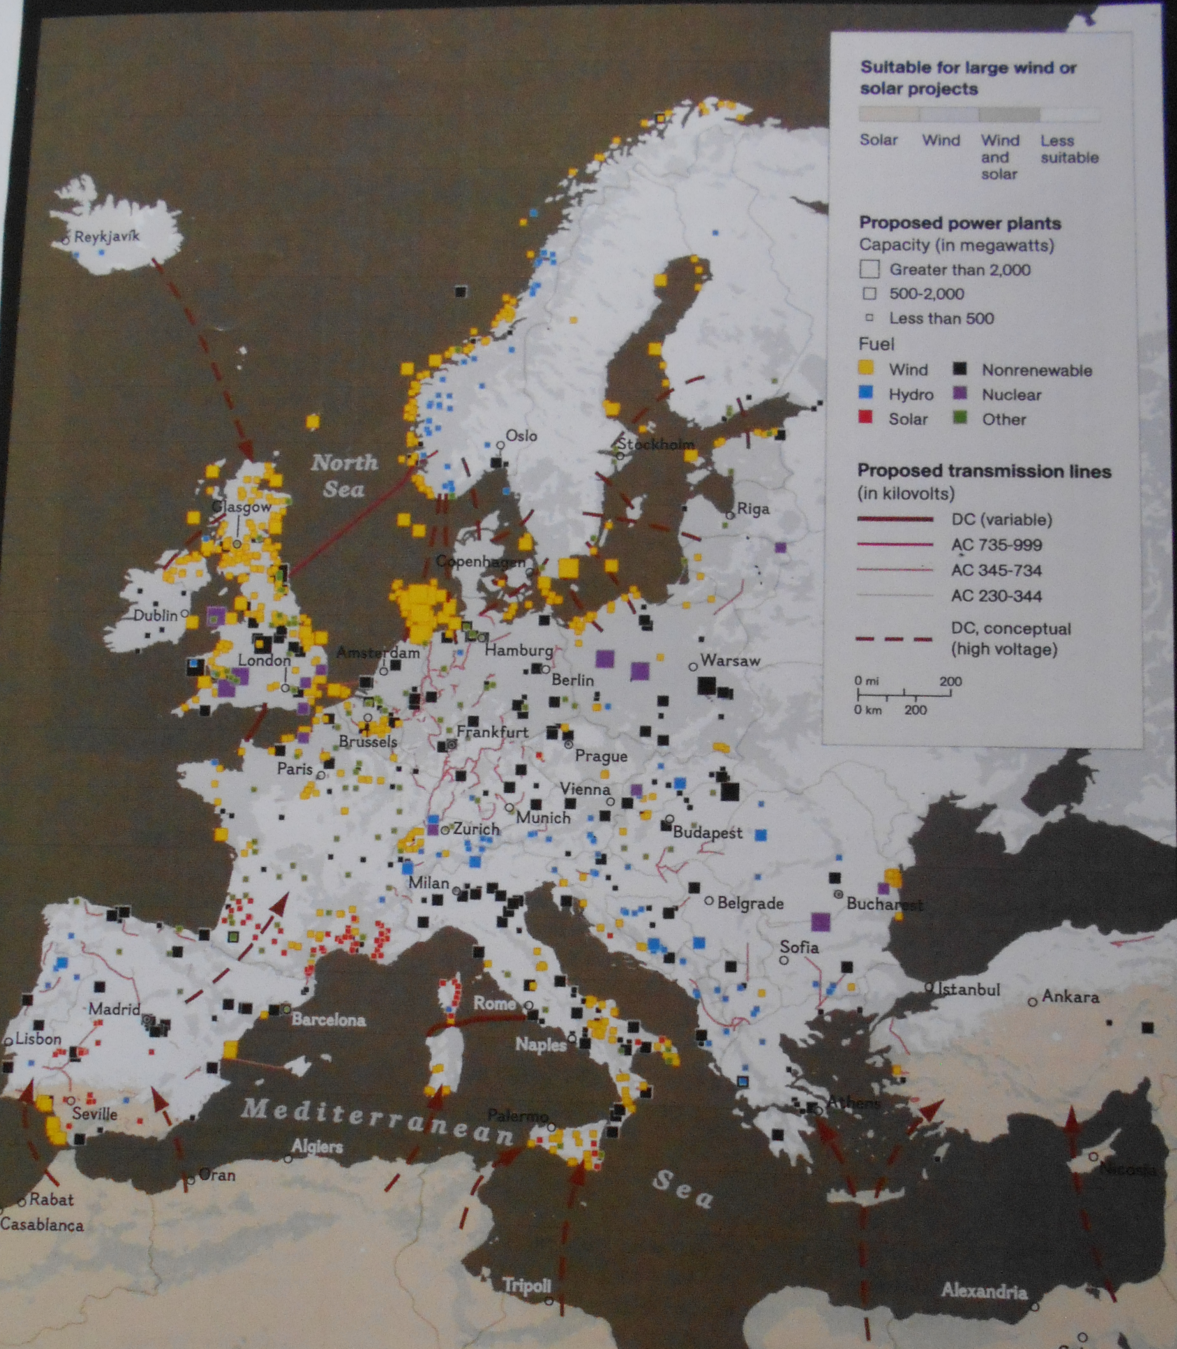 Suitable for large wind or
solar projects
Solar
Wind
Wind
and
solar
Less
suitable
Proposed power plants
Capacity (in megawatts)
Greater than 2,000
500-2,000
Less than 500
Fuel
Wind
Nonrenewable
Hydro
Nuclear
Solar
Other
Proposed transmission lines
(in kilovolts)
DC (variable)
AC 735-999
AC 345-734
AC 230-344
DC, conceptual
(high voltage)
0 mi 200
0 km 200
Reykjavík
Oslo
Stockholm
North
Sea
Glasgow
Riga
Copenhagen
Dublin
Amsterdam
Hamburg
London
Warsaw
Berlin
Brussels
Frankfurt
Prague
Paris
Vienna
Munich
Zurich
Budapest
Milan
Belgrade
Bucharest
Sofia
Istanbul
Ankara
Madrid
Rome
Barcelona
Lisbon
Naples
Seville
Mediterranean
Sea
Palermo
Athens
Algiers
Oran
Nicosia
Rabat
Casablanca
Tripoli
Alexandria